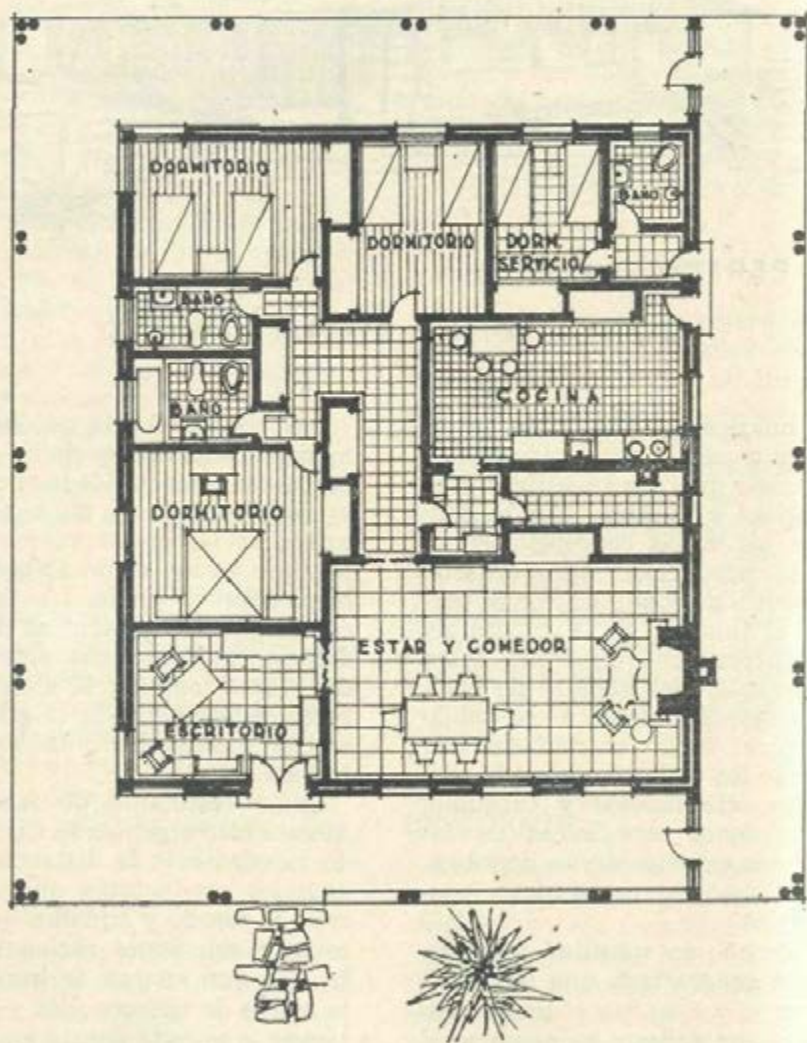 DORMITORIO
DORMITORIO
DORM.
SERVICIO
BAÑO
BAÑO
BAÑO
COCINA
DORMITORIO
ESTAR Y COMEDOR
ESCRITORIO